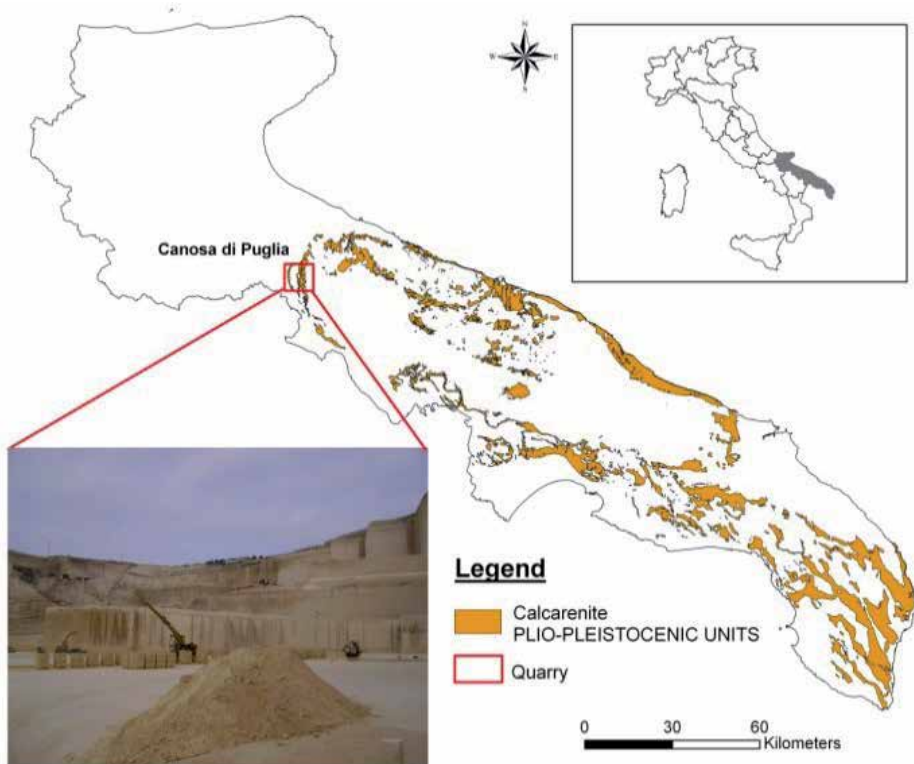 N
W
E
S
Canosa di Puglia
Legend
Calcarenite
PLIO-PLEISTOCENIC UNITS
Quarry
0
30
60
Kilometers